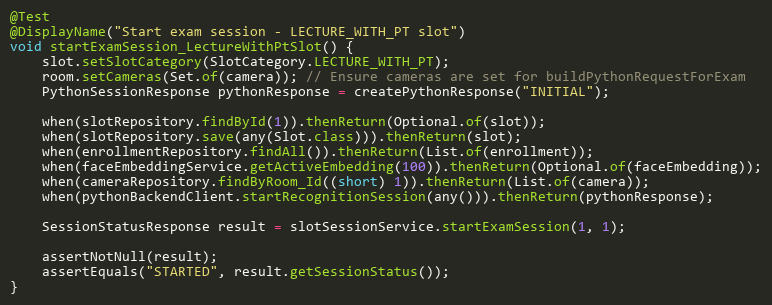 @Test
@DisplayName("Start exam session - LECTURE_WITH_PT slot")
void startExamSession_LectureWithPtSlot() {
    slot.setSlotCategory(SlotCategory.LECTURE_WITH_PT);
    room.setCameras(Set.of(camera)); // Ensure cameras are set for buildPythonRequestForExam
    PythonSessionResponse pythonResponse = createPythonResponse("INITIAL");

    when(slotRepository.findById(1)).thenReturn(Optional.of(slot));
    when(slotRepository.save(any(Slot.class))).thenReturn(slot);
    when(enrollmentRepository.findAll()).thenReturn(List.of(enrollment));
    when(faceEmbeddingService.getActiveEmbedding(100)).thenReturn(Optional.of(faceEmbedding));
    when(cameraRepository.findByRoom_Id((short) 1)).thenReturn(List.of(camera));
    when(pythonBackendClient.startRecognitionSession(any())).thenReturn(pythonResponse);

    SessionStatusResponse result = slotSessionService.startExamSession(1, 1);

    assertNotNull(result);
    assertEquals("STARTED", result.getSessionStatus());
}